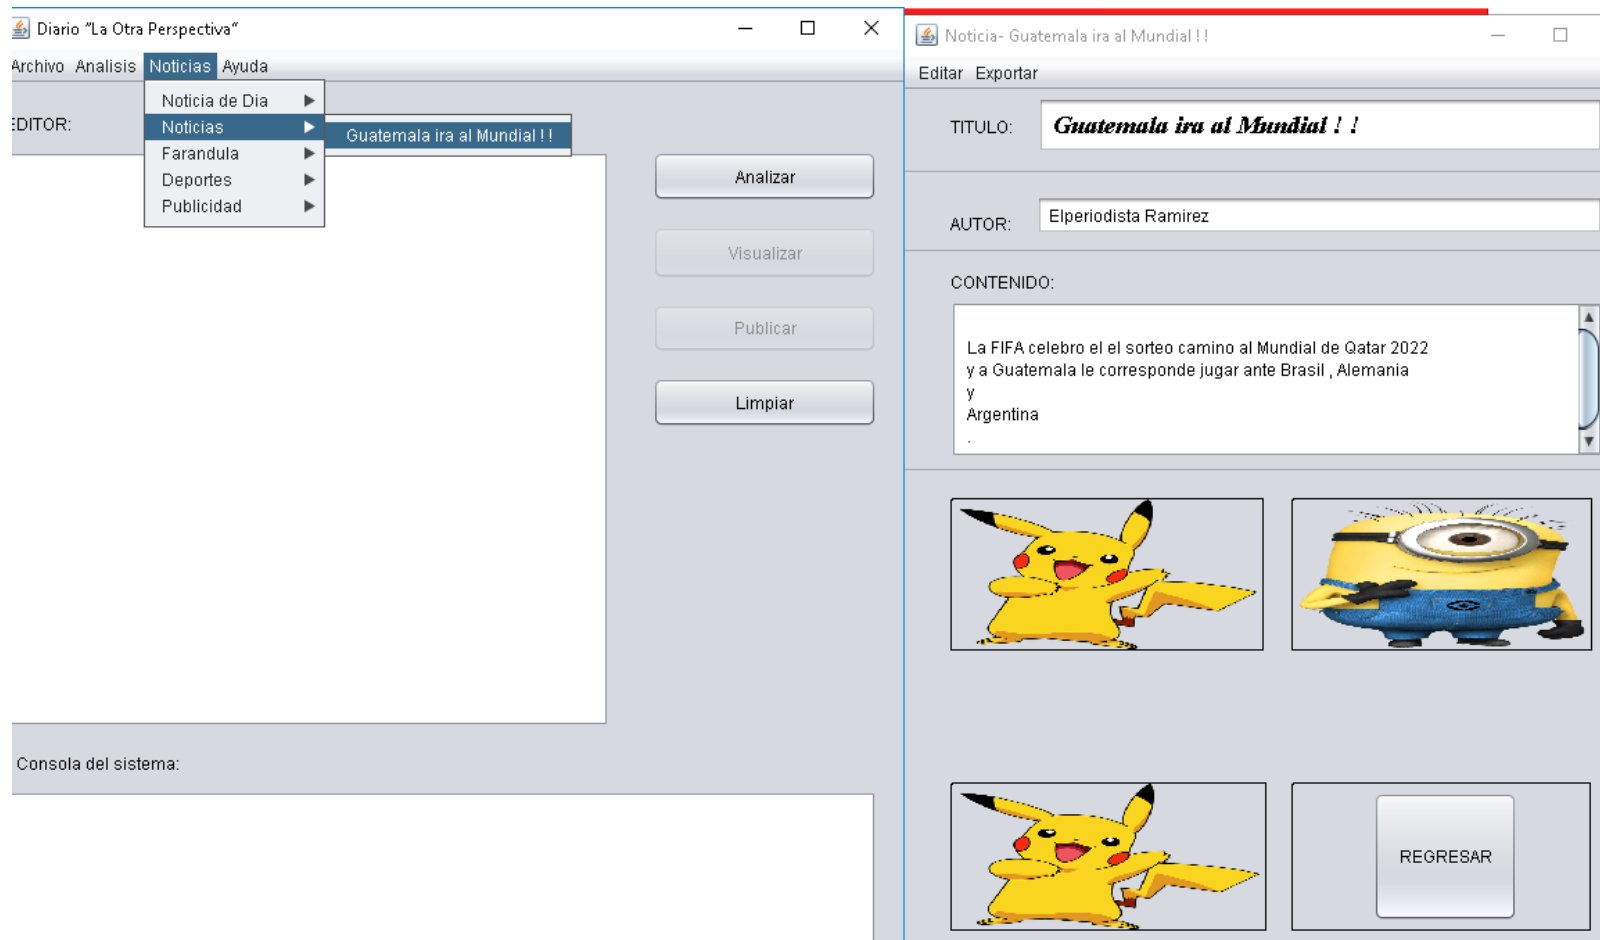 Diario "La Otra Perspectiva"
Archivo Analisis Noticias Ayuda
Noticia de Dia
Noticias
Farandula
Deportes
Publicidad
Guatemala ira al Mundial ! !
EDITOR:
Analizar
Visualizar
Publicar
Limpiar
Consola del sistema:
Noticia- Guatemala ira al Mundial ! !
Editar Exportar
TITULO:
Guatemala ira al Mundial ! !
AUTOR:
Elperiodista Ramirez
CONTENIDO:
La FIFA celebro el el sorteo camino al Mundial de Qatar 2022
y a Guatemala le corresponde jugar ante Brasil , Alemania
y
Argentina
.
REGRESAR